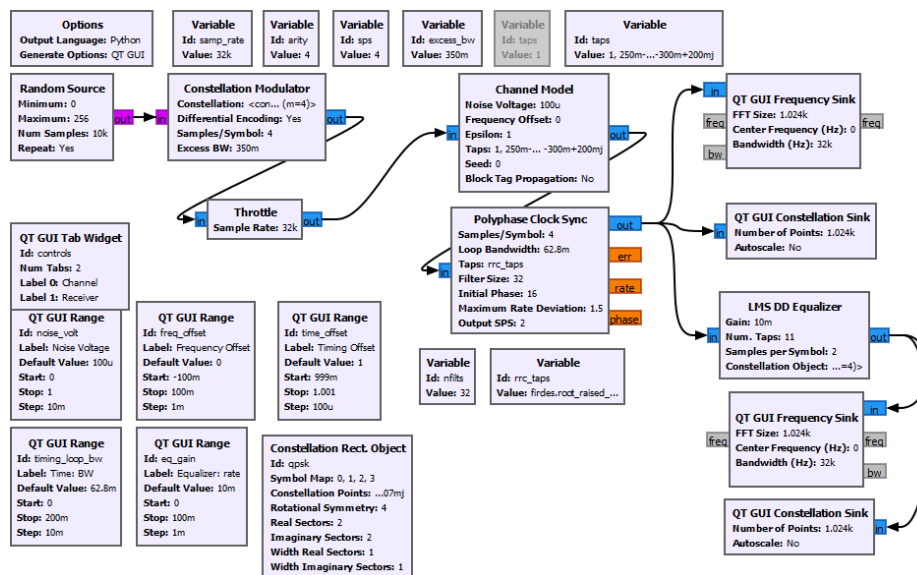 Options
Output Language: Python
Generate Options: QT GUI
Variable
Id: samp_rate
Value: 32k
Variable
Id: arity
Value: 4
Variable
Id: sps
Value: 4
Variable
Id: excess_bw
Value: 350m
Variable
Id: taps
Value: 1
Variable
Id: taps
Value: 1, 250m-...-300m+200mj
Random Source
Minimum: 0
Maximum: 256
Num Samples: 10k
Repeat: Yes
out
in
Constellation Modulator
Constellation: <con... (m=4)>
Differential Encoding: Yes
Samples/Symbol: 4
Excess BW: 350m
out
in
Channel Model
Noise Voltage: 100u
Frequency Offset: 0
Epsilon: 1
Taps: 1, 250m-... -300m+200mj
Seed: 0
Block Tag Propagation: No
out
in
freq
bw
QT GUI Frequency Sink
FFT Size: 1.024k
Center Frequency (Hz): 0
Bandwidth (Hz): 32k
freq
in
Throttle
Sample Rate: 32k
out
in
Polyphase Clock Sync
Samples/Symbol: 4
Loop Bandwidth: 62.8m
Taps: rrc_taps
Filter Size: 32
Initial Phase: 16
Maximum Rate Deviation: 1.5
Output SPS: 2
out
err
rate
phase
in
QT GUI Constellation Sink
Number of Points: 1.024k
Autoscale: No
QT GUI Tab Widget
Id: controls
Num Tabs: 2
Label 0: Channel
Label 1: Receiver
in
LMS DD Equalizer
Gain: 10m
Num. Taps: 11
Samples per Symbol: 2
Constellation Object: ...=4)>
out
QT GUI Range
Id: noise_volt
Label: Noise Voltage
Default Value: 100u
Start: 0
Stop: 1
Step: 10m
QT GUI Range
Id: freq_offset
Label: Frequency Offset
Default Value: 0
Start: -100m
Stop: 100m
Step: 1m
QT GUI Range
Id: time_offset
Label: Timing Offset
Default Value: 1
Start: 999m
Stop: 1.001
Step: 100u
Variable
Id: nfilts
Value: 32
Variable
Id: rrc_taps
Value: firdes.root_raised_...
freq
QT GUI Frequency Sink
FFT Size: 1.024k
Center Frequency (Hz): 0
Bandwidth (Hz): 32k
in
freq
bw
QT GUI Range
Id: timing_loop_bw
Label: Time: BW
Default Value: 62.8m
Start: 0
Stop: 200m
Step: 10m
QT GUI Range
Id: eq_gain
Label: Equalizer: rate
Default Value: 10m
Start: 0
Stop: 100m
Step: 1m
Constellation Rect. Object
Id: qpsk
Symbol Map: 0, 1, 2, 3
Constellation Points: ...07mj
Rotational Symmetry: 4
Real Sectors: 2
Imaginary Sectors: 2
Width Real Sectors: 1
Width Imaginary Sectors: 1
QT GUI Constellation Sink
Number of Points: 1.024k
Autoscale: No
in